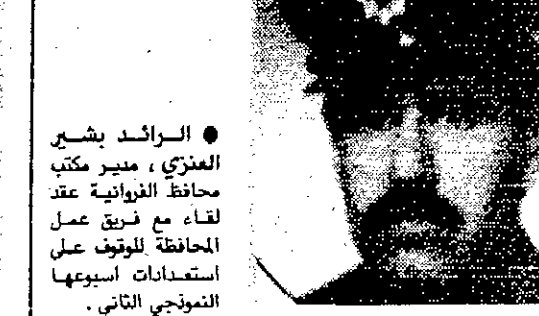 ● الرائد بشير
العنزي ، مدير مكتب
محافظ الفروانية عقد
لقاء مع فريق عمل
المحافظة للوقوف على
استعدادات اسبوعها
النموذجي الثاني .